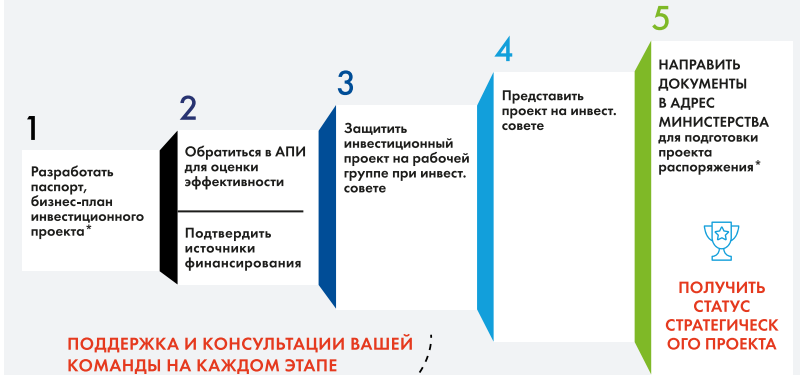 1
Разработать
паспорт,
бизнес-план
инвестиционного
проекта*
2
Обратиться в АПИ
для оценки
эффективности
Подтвердить
источники
финансирования
3
Защитить
инвестиционный
проект на рабочей
группе при инвест.
совете
4
Представить
проект на инвест.
совете
5
НАПРАВИТЬ
ДОКУМЕНТЫ
В АДРЕС
МИНИСТЕРСТВА
для подготовки
проекта
распоряжения*
ПОЛУЧИТЬ
СТАТУС
СТРАТЕГИЧЕСК
ОГО ПРОЕКТА
ПОДДЕРЖКА И КОНСУЛЬТАЦИИ ВАШЕЙ
КОМАНДЫ НА КАЖДОМ ЭТАПЕ